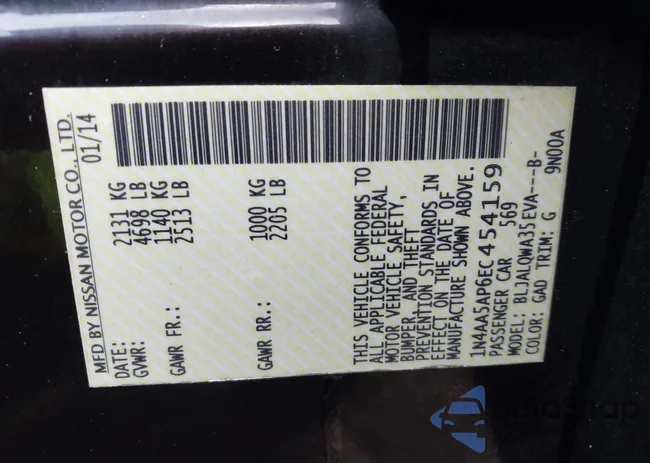 MFD BY NISSAN MOTOR CO., LTD.
DATE: 01/14
GVWR: 2131 KG
4698 LB
GAWR FR.: 1140 KG
2513 LB
GAWR RR.: 1000 KG
2205 LB
THIS VEHICLE CONFORMS TO
ALL APPLICABLE FEDERAL
MOTOR VEHICLE SAFETY,
BUMPER, AND THEFT
PREVENTION STANDARDS IN
EFFECT ON THE DATE OF
MANUFACTURE SHOWN ABOVE.
1N4AA5AP6EC454159
PASSENGER CAR 569
MODEL: BLJALQWA35EVA---B-
COLOR: GAD TRIM: G 9N00A
AutoSnap